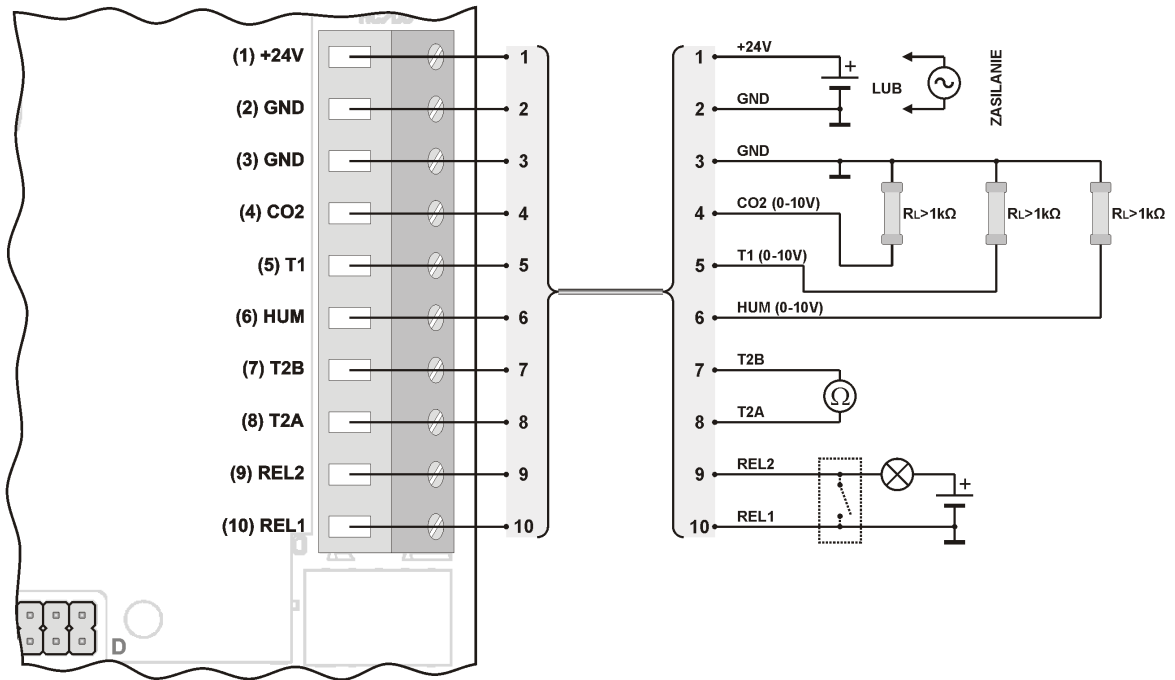 (1) +24V
(2) GND
(3) GND
(4) CO2
(5) T1
(6) HUM
(7) T2B
(8) T2A
(9) REL2
(10) REL1
D
1
2
3
4
5
6
7
8
9
10
1 +24V
2 GND
3 GND
4 CO2 (0-10V)
5 T1 (0-10V)
6 HUM (0-10V)
7 T2B
8 T2A
9 REL2
10 REL1
+
LUB
ZASILANIE
RL>1kΩ
RL>1kΩ
RL>1kΩ
Ω
+